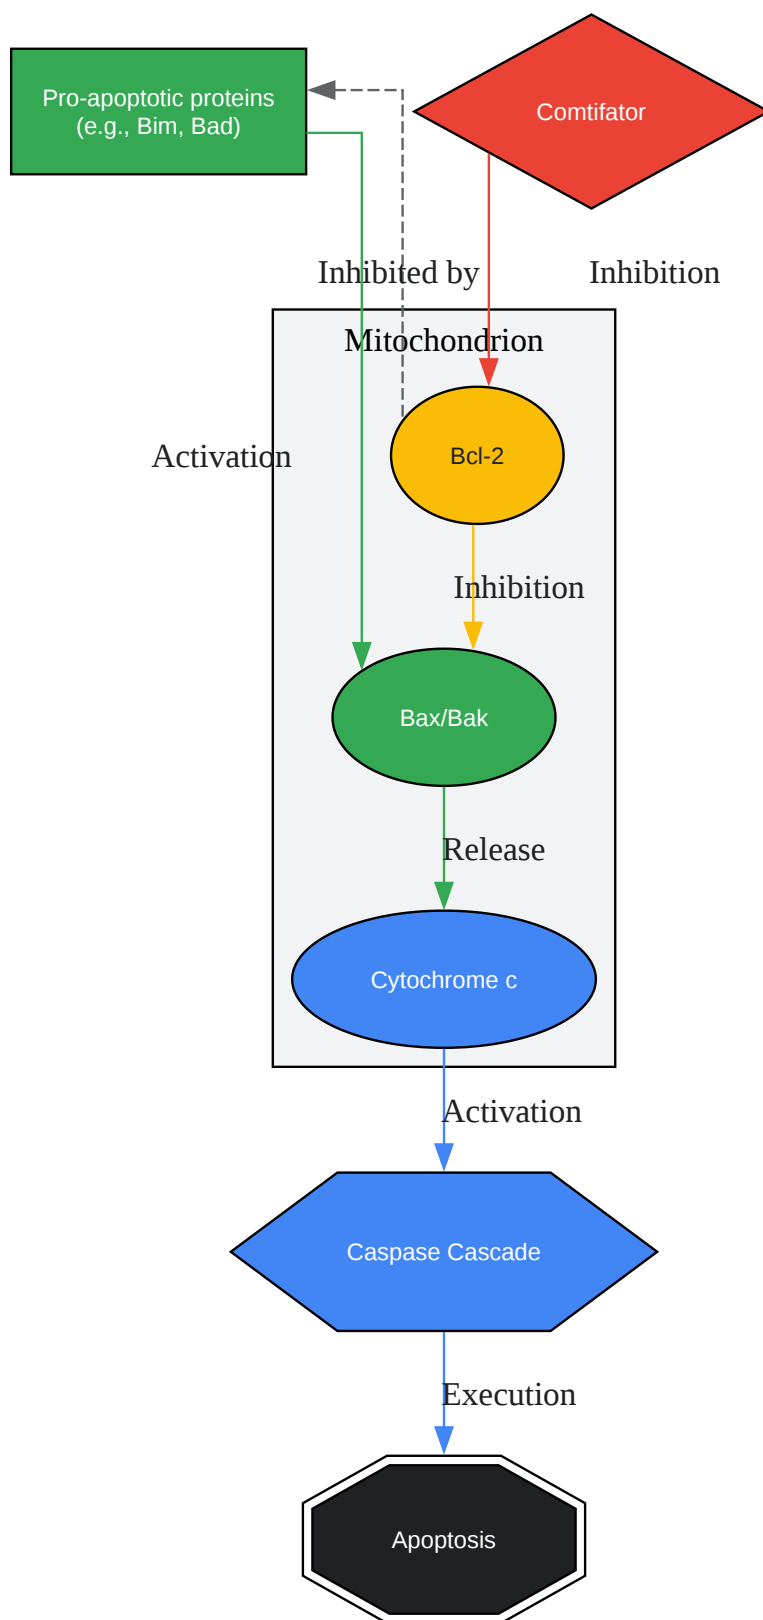 Pro-apoptotic proteins
(e.g., Bim, Bad)
Comtifator
Inhibited by
Inhibition
Mitochondrion
Activation
Bcl-2
Inhibition
Bax/Bak
Release
Cytochrome c
Activation
Caspase Cascade
Execution
Apoptosis